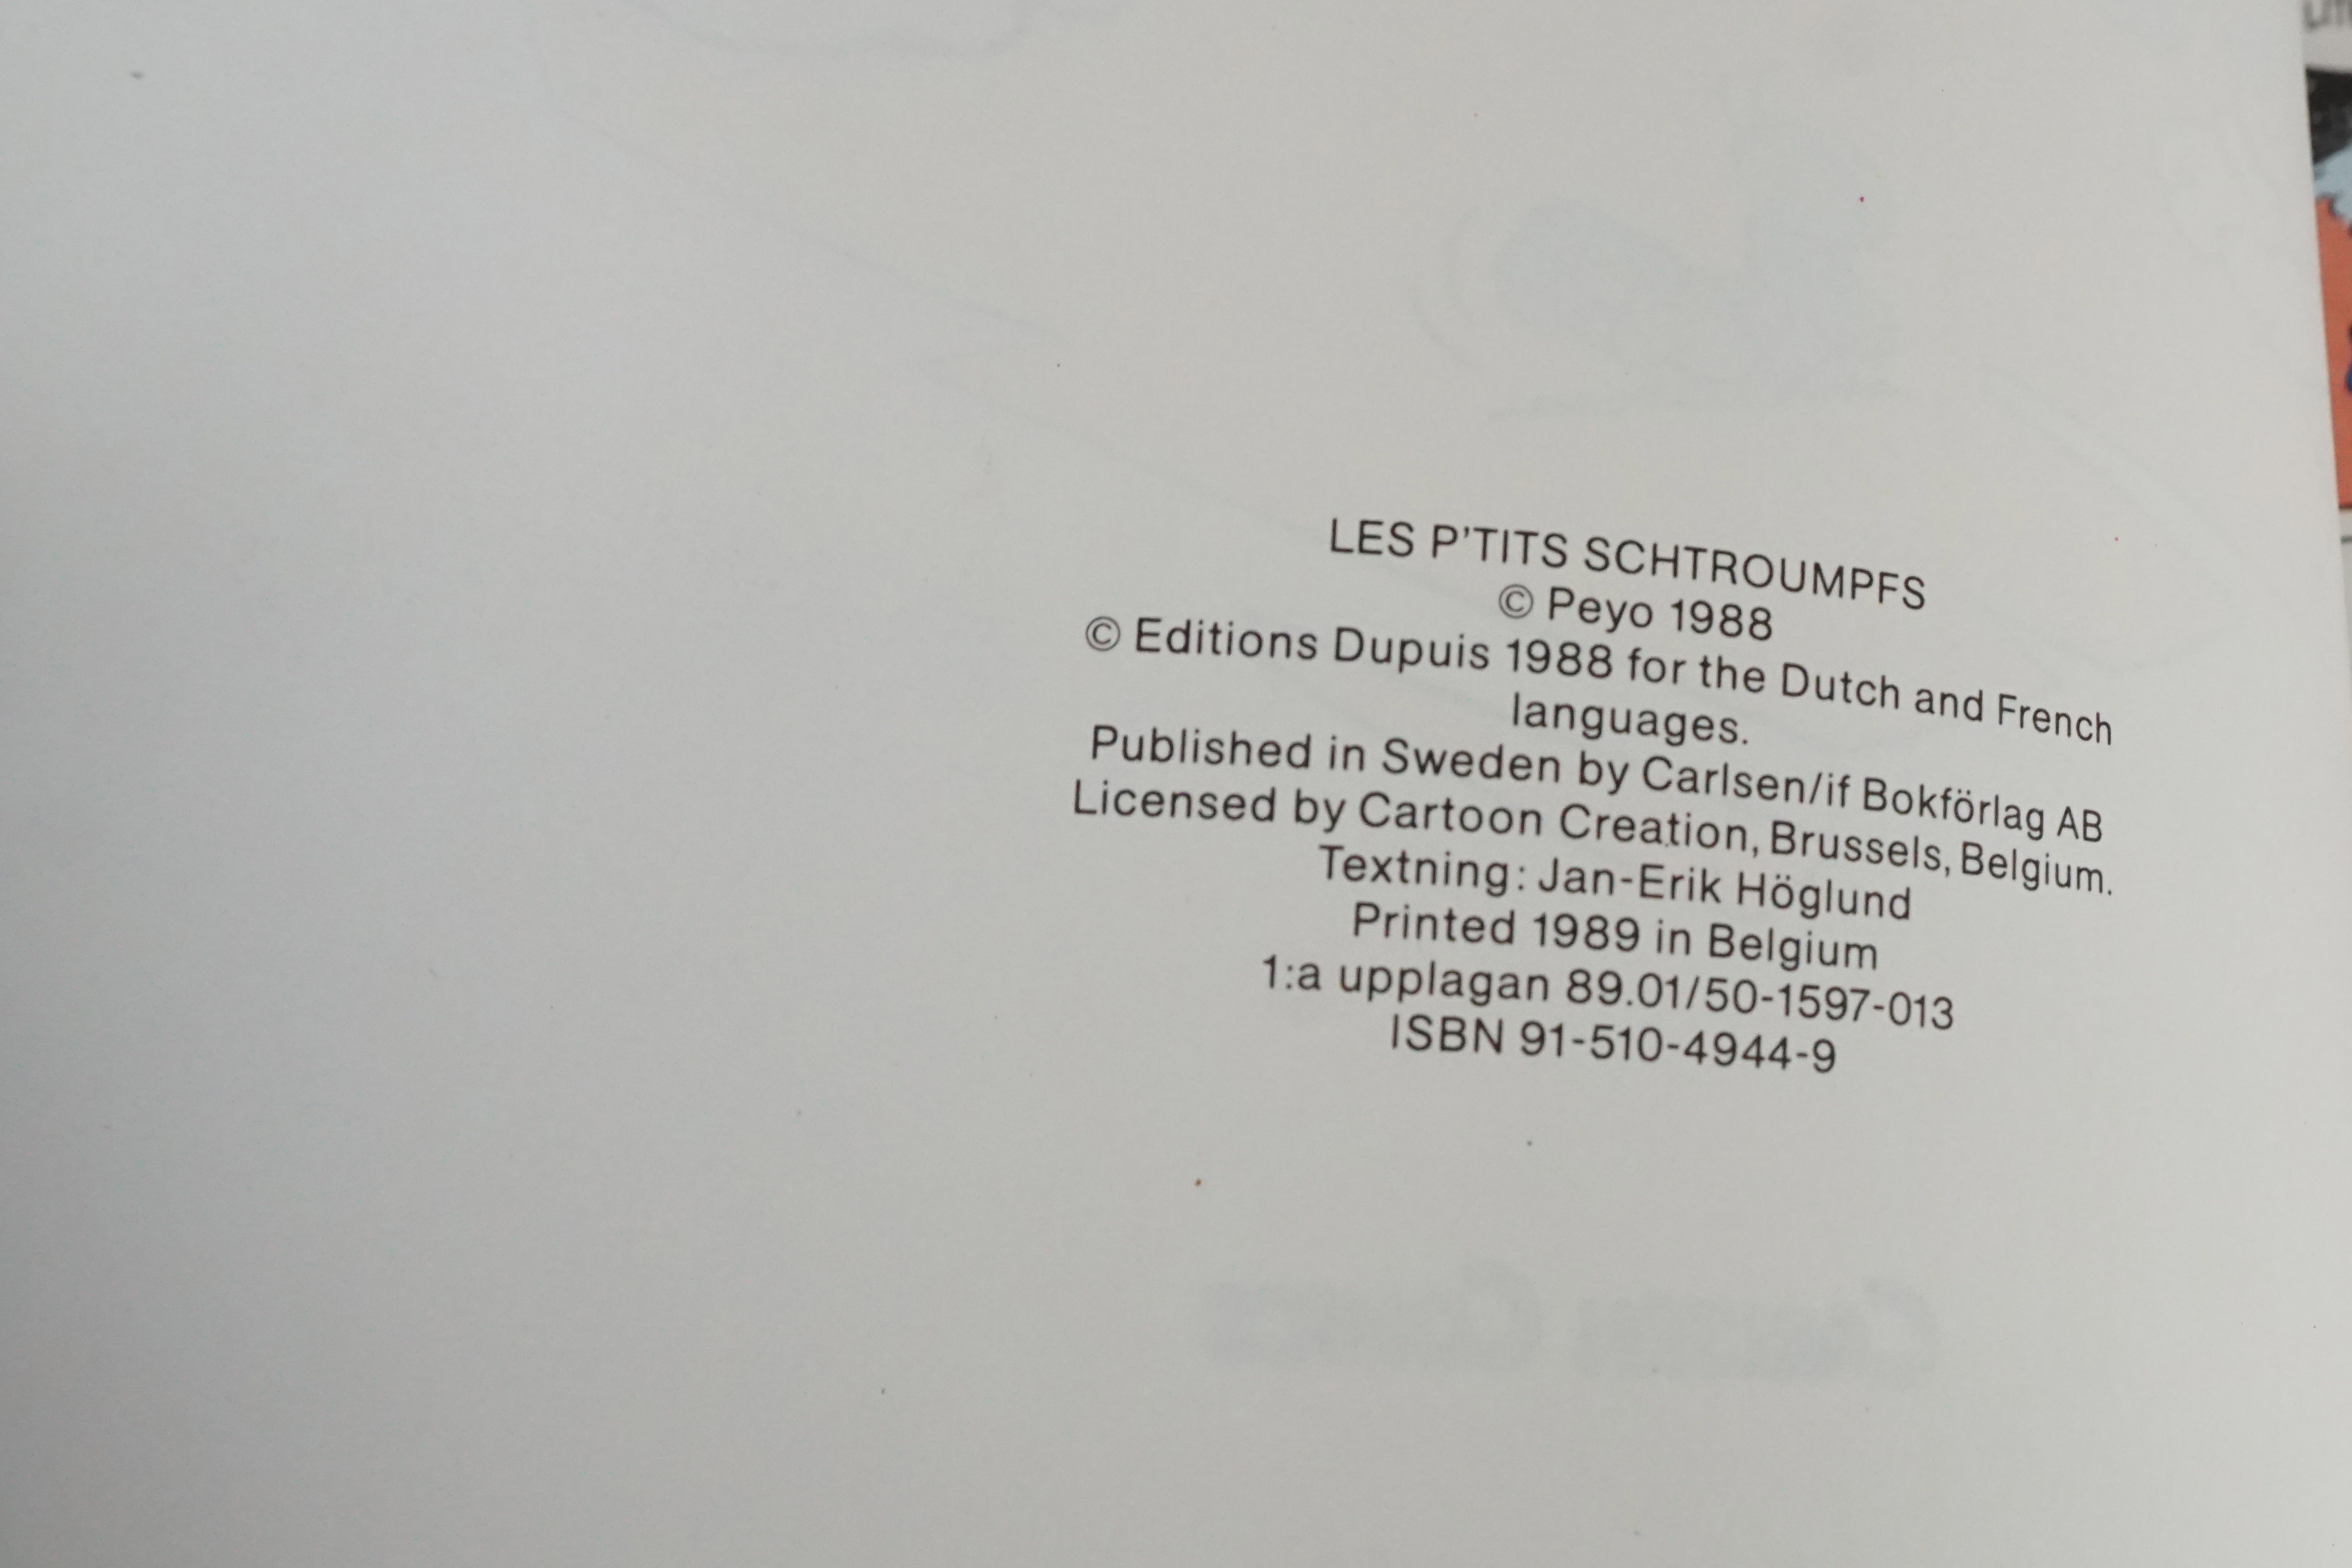 LES P'TITS SCHTROUMPFS
© Peyo 1988
© Editions Dupuis 1988 for the Dutch and French
languages.
Published in Sweden by Carlsen/if Bokförlag AB
Licensed by Cartoon Creation, Brussels, Belgium.
Textning: Jan-Erik Höglund
Printed 1989 in Belgium
1:a upplagan 89.01/50-1597-013
ISBN 91-510-4944-9